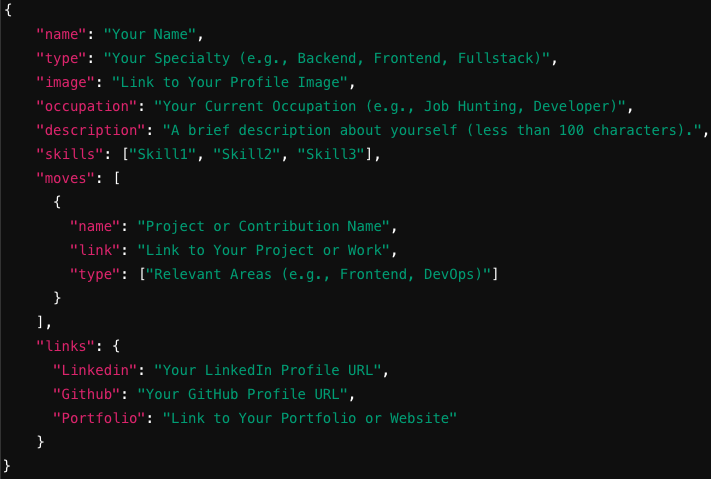 {
"name": "Your Name",
"type": "Your Specialty (e.g., Backend, Frontend, Fullstack)",
"image": "Link to Your Profile Image",
"occupation": "Your Current Occupation (e.g., Job Hunting, Developer)",
"description": "A brief description about yourself (less than 100 characters).",
"skills": ["Skill1", "Skill2", "Skill3"],
"moves": [
{
"name": "Project or Contribution Name",
"link": "Link to Your Project or Work",
"type": ["Relevant Areas (e.g., Frontend, DevOps)"]
}
],
"links": {
"Linkedin": "Your LinkedIn Profile URL",
"Github": "Your GitHub Profile URL",
"Portfolio": "Link to Your Portfolio or Website"
}
}